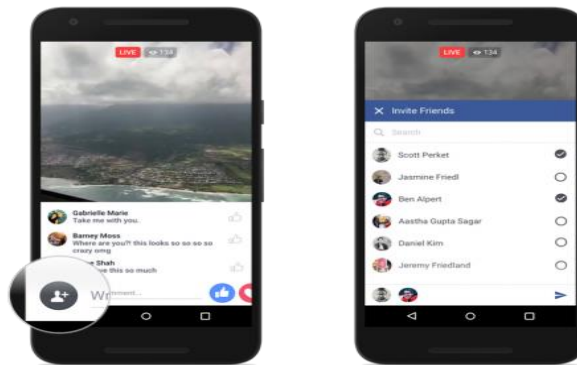 LIVE 134
Gabrielle Marie
Take me with you.
Barney Moss
Where are you?! this looks so so so so
crazy omg
Shah
this so much
Wr
comment...
LIVE 134
Invite Friends
Search
Scott Perket
Jasmine Friedl
Ben Alpert
Aastha Gupta Sagar
Daniel Kim
Jeremy Friedland